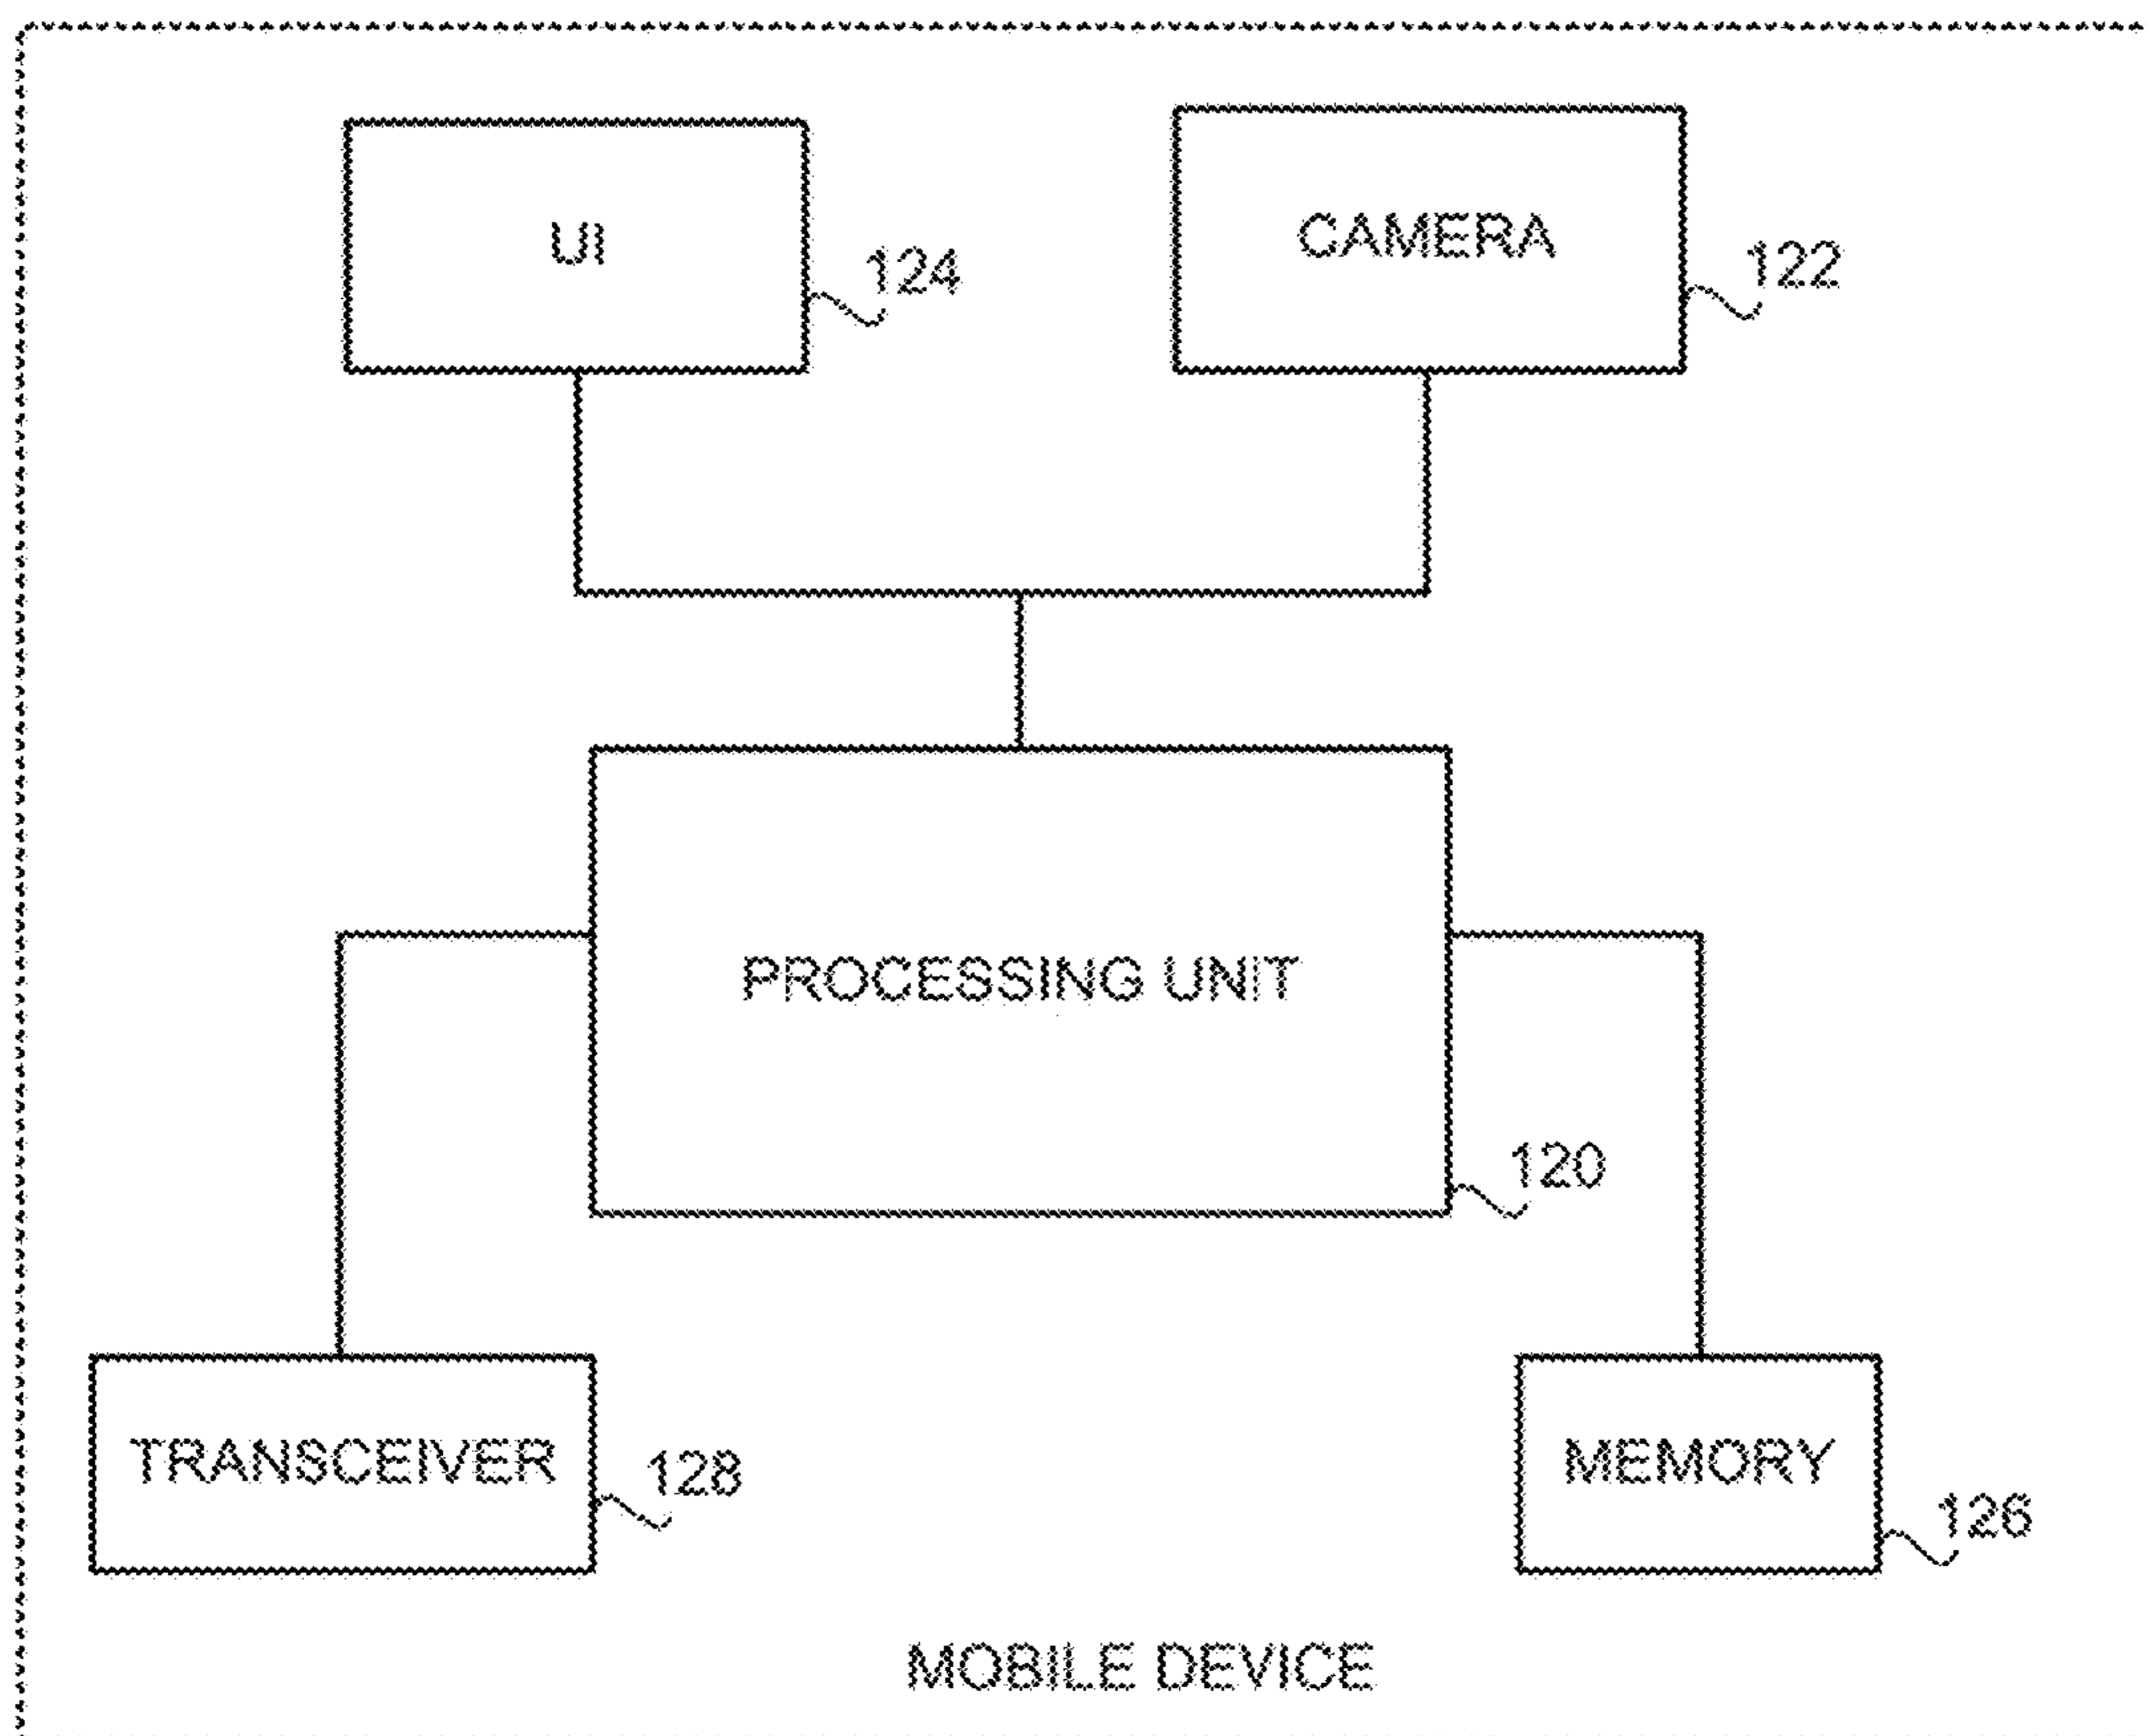 UI
124
CAMERA
122
PROCESSING UNIT
120
TRANSCEIVER
128
MEMORY
126
MOBILE DEVICE